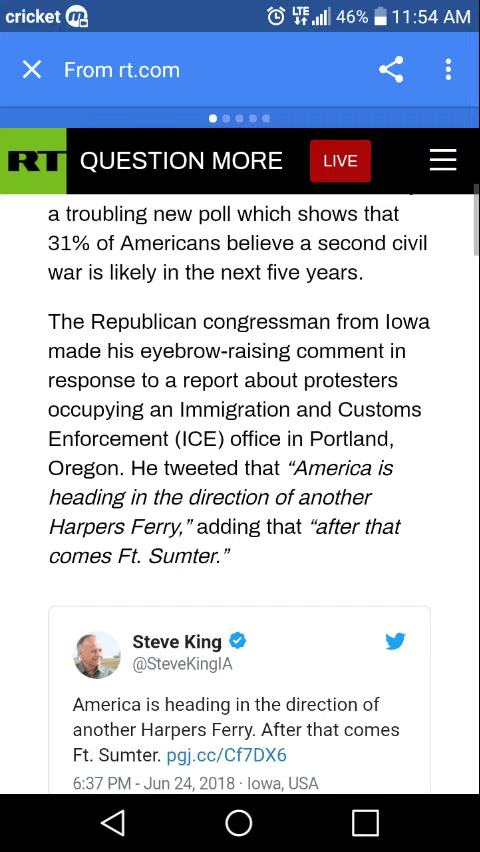 cricket LTE 46% 11:54 AM
From rt.com
RT QUESTION MORE LIVE
a troubling new poll which shows that
31% of Americans believe a second civil
war is likely in the next five years.
The Republican congressman from Iowa
made his eyebrow-raising comment in
response to a report about protesters
occupying an Immigration and Customs
Enforcement (ICE) office in Portland,
Oregon. He tweeted that “America is
heading in the direction of another
Harpers Ferry,” adding that “after that
comes Ft. Sumter.”
Steve King
@SteveKingIA
America is heading in the direction of
another Harpers Ferry. After that comes
Ft. Sumter. pgj.cc/Cf7DX6
6:37 PM - Jun 24, 2018 · Iowa, USA